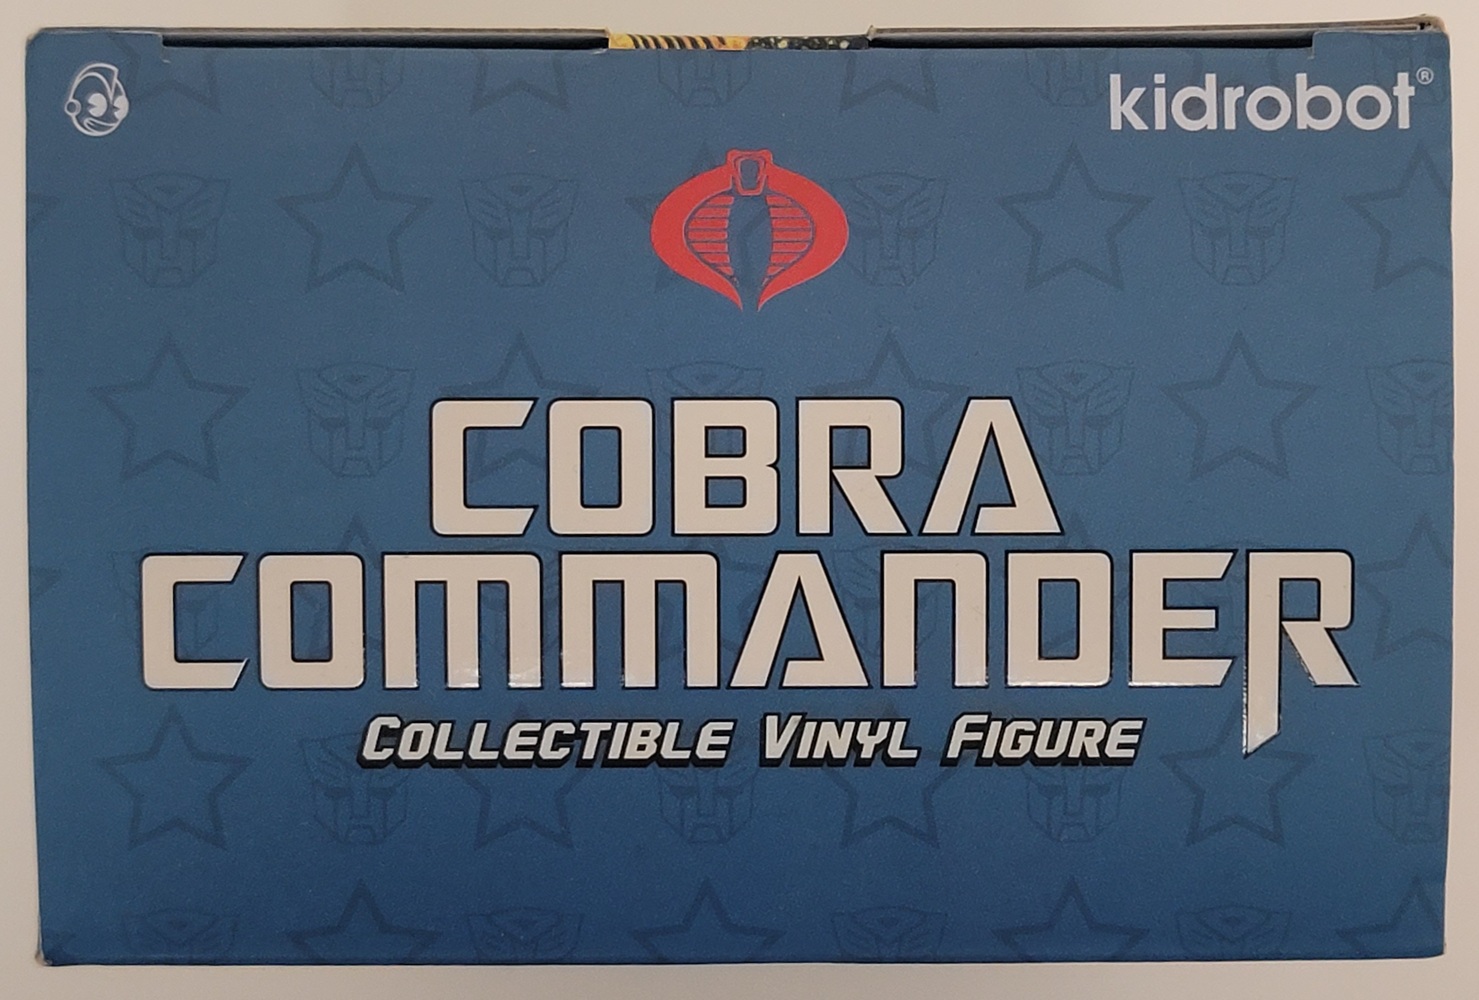 kidrobot®
COBRA
COMMANDER
COLLECTIBLE VINYL FIGURE